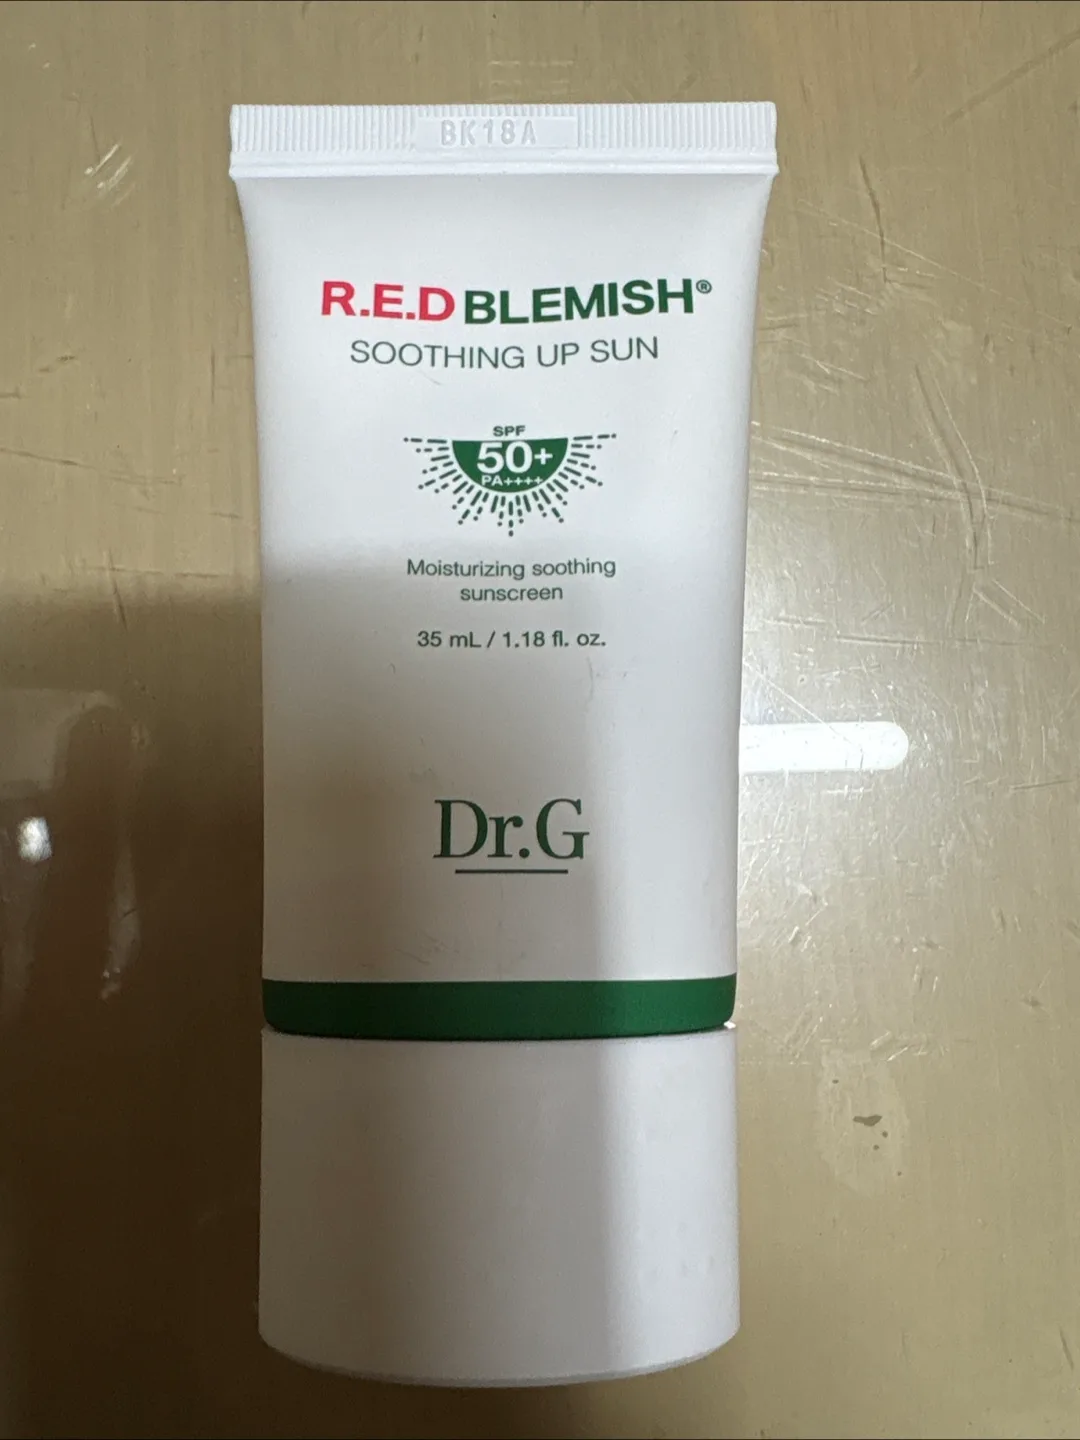 BK18A
R.E.D BLEMISH®
SOOTHING UP SUN
SPF
50+
PA++++
Moisturizing soothing
sunscreen
35 mL / 1.18 fl. oz.
Dr.G